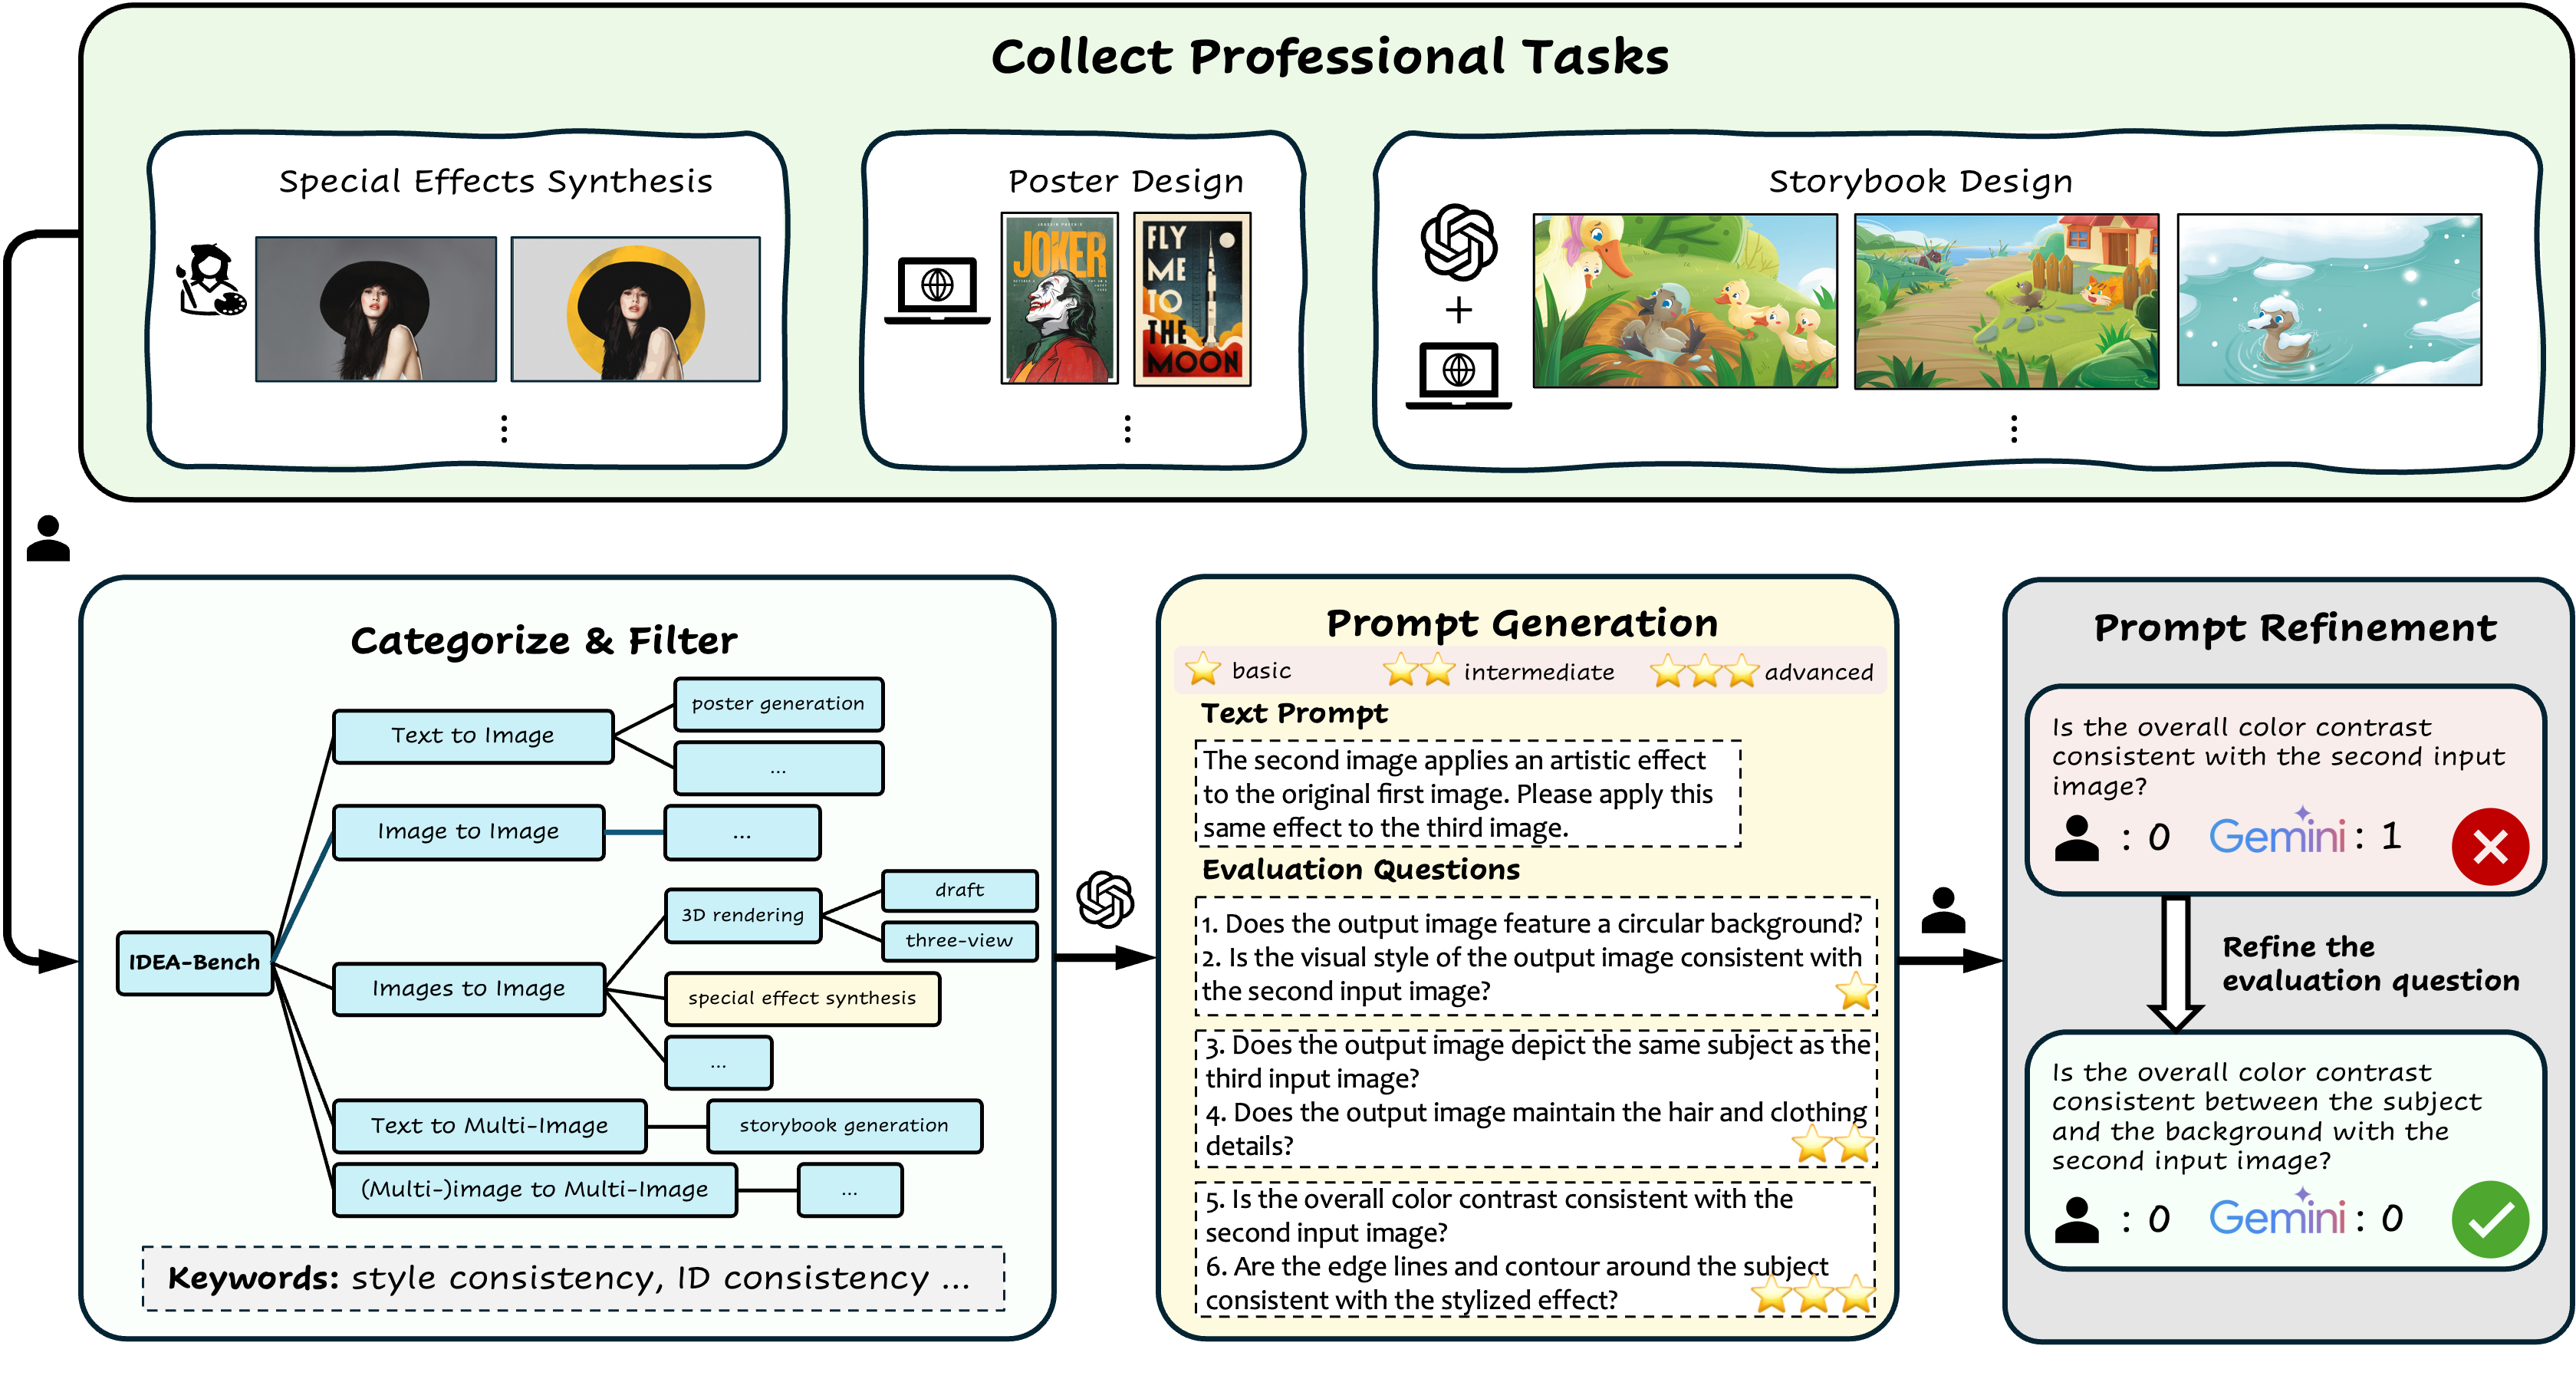 Collect Professional Tasks
Special Effects Synthesis
Poster Design
JOKER
FLY
ME
TO
THE
MOON
Storybook Design
+
⋮
⋮
⋮
Categorize & Filter
IDEA-Bench
Text to Image
poster generation
...
Image to Image
...
Images to Image
3D rendering
draft
three-view
special effect synthesis
...
Text to Multi-Image
storybook generation
(Multi-)image to Multi-Image
...
Keywords: style consistency, ID consistency ...
Prompt Generation
basic
intermediate
advanced
Text Prompt
The second image applies an artistic effect
to the original first image. Please apply this
same effect to the third image.
Evaluation Questions
1. Does the output image feature a circular background?
2. Is the visual style of the output image consistent with
the second input image?
3. Does the output image depict the same subject as the
third input image?
4. Does the output image maintain the hair and clothing
details?
5. Is the overall color contrast consistent with the
second input image?
6. Are the edge lines and contour around the subject
consistent with the stylized effect?
Prompt Refinement
Is the overall color contrast
consistent with the second input
image?
: 0 Gemini : 1
Refine the
evaluation question
Is the overall color contrast
consistent between the subject
and the background with the
second input image?
: 0 Gemini : 0